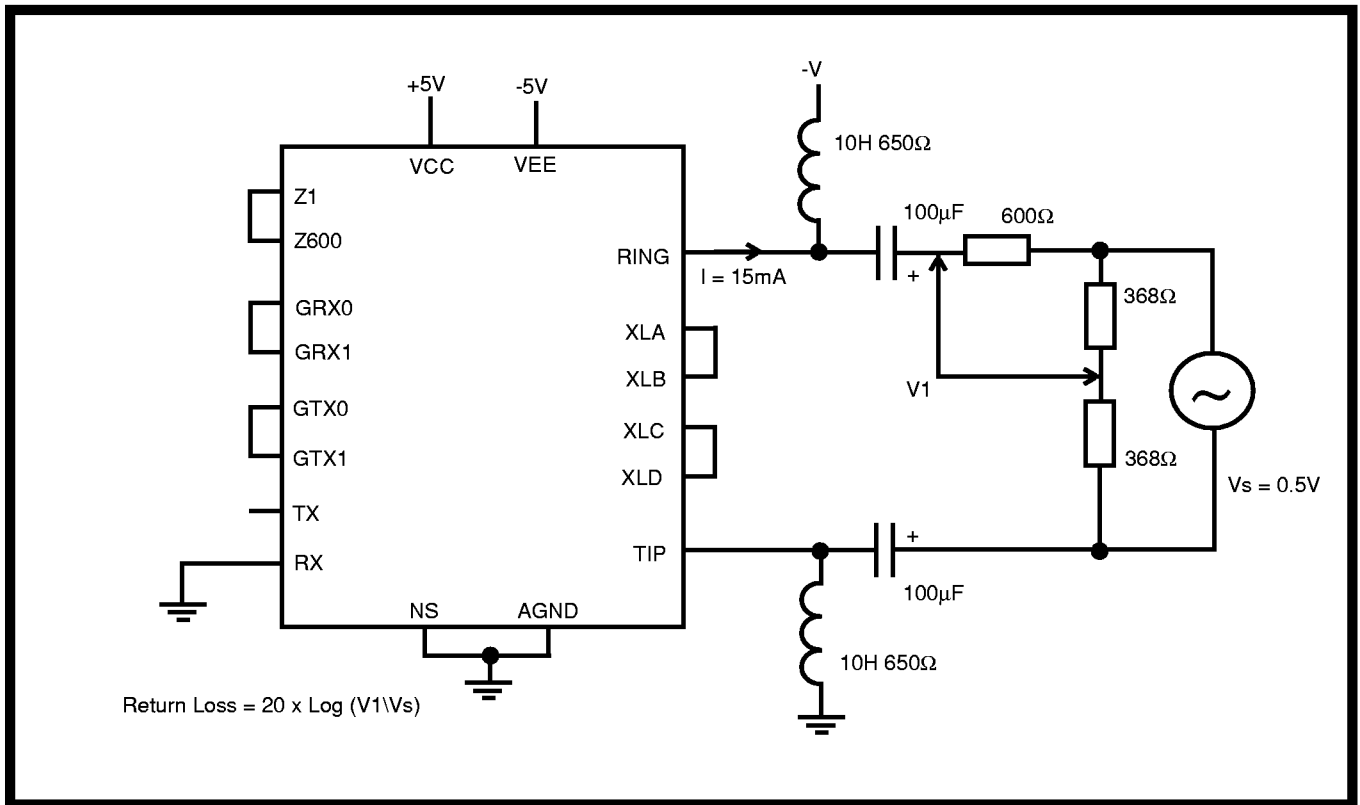 -V
+5V
-5V
10H 650Ω
VCC
VEE
Z1
100µF
600Ω
Z600
RING
+
I = 15mA
368Ω
GRX0
XLA
GRX1
XLB
V1
GTX0
XLC
GTX1
368Ω
XLD
Vs = 0.5V
TX
+
TIP
RX
100µF
NS
AGND
10H 650Ω
Return Loss = 20 x Log (V1\Vs)